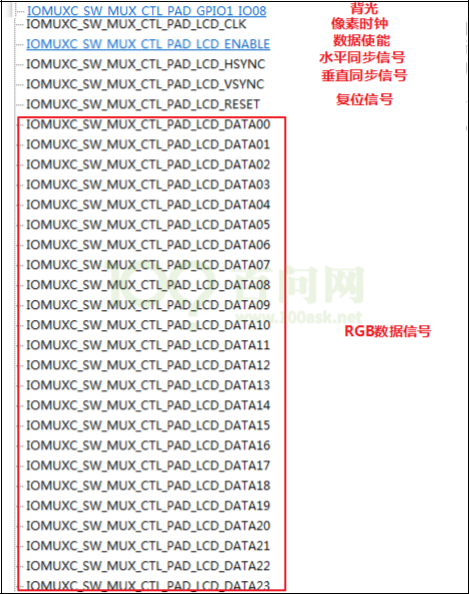 IOMUXC_SW_MUX_CTL_PAD_GPIO1_IO08 背光
IOMUXC_SW_MUX_CTL_PAD_LCD_CLK 像素时钟
IOMUXC_SW_MUX_CTL_PAD_LCD_ENABLE 数据使能
IOMUXC_SW_MUX_CTL_PAD_LCD_HSYNC 水平同步信号
IOMUXC_SW_MUX_CTL_PAD_LCD_VSYNC 垂直同步信号
IOMUXC_SW_MUX_CTL_PAD_LCD_RESET 复位信号
IOMUXC_SW_MUX_CTL_PAD_LCD_DATA00
IOMUXC_SW_MUX_CTL_PAD_LCD_DATA01
IOMUXC_SW_MUX_CTL_PAD_LCD_DATA02
IOMUXC_SW_MUX_CTL_PAD_LCD_DATA03
IOMUXC_SW_MUX_CTL_PAD_LCD_DATA04
IOMUXC_SW_MUX_CTL_PAD_LCD_DATA05
IOMUXC_SW_MUX_CTL_PAD_LCD_DATA06
IOMUXC_SW_MUX_CTL_PAD_LCD_DATA07
IOMUXC_SW_MUX_CTL_PAD_LCD_DATA08
百问网
IOMUXC_SW_MUX_CTL_PAD_LCD_DATA09
www.100ask.net
IOMUXC_SW_MUX_CTL_PAD_LCD_DATA10 RGB数据信号
IOMUXC_SW_MUX_CTL_PAD_LCD_DATA11
IOMUXC_SW_MUX_CTL_PAD_LCD_DATA12
IOMUXC_SW_MUX_CTL_PAD_LCD_DATA13
IOMUXC_SW_MUX_CTL_PAD_LCD_DATA14
IOMUXC_SW_MUX_CTL_PAD_LCD_DATA15
IOMUXC_SW_MUX_CTL_PAD_LCD_DATA16
IOMUXC_SW_MUX_CTL_PAD_LCD_DATA17
IOMUXC_SW_MUX_CTL_PAD_LCD_DATA18
IOMUXC_SW_MUX_CTL_PAD_LCD_DATA19
IOMUXC_SW_MUX_CTL_PAD_LCD_DATA20
IOMUXC_SW_MUX_CTL_PAD_LCD_DATA21
IOMUXC_SW_MUX_CTL_PAD_LCD_DATA22
IOMUXC_SW_MUX_CTL_PAD_LCD_DATA23